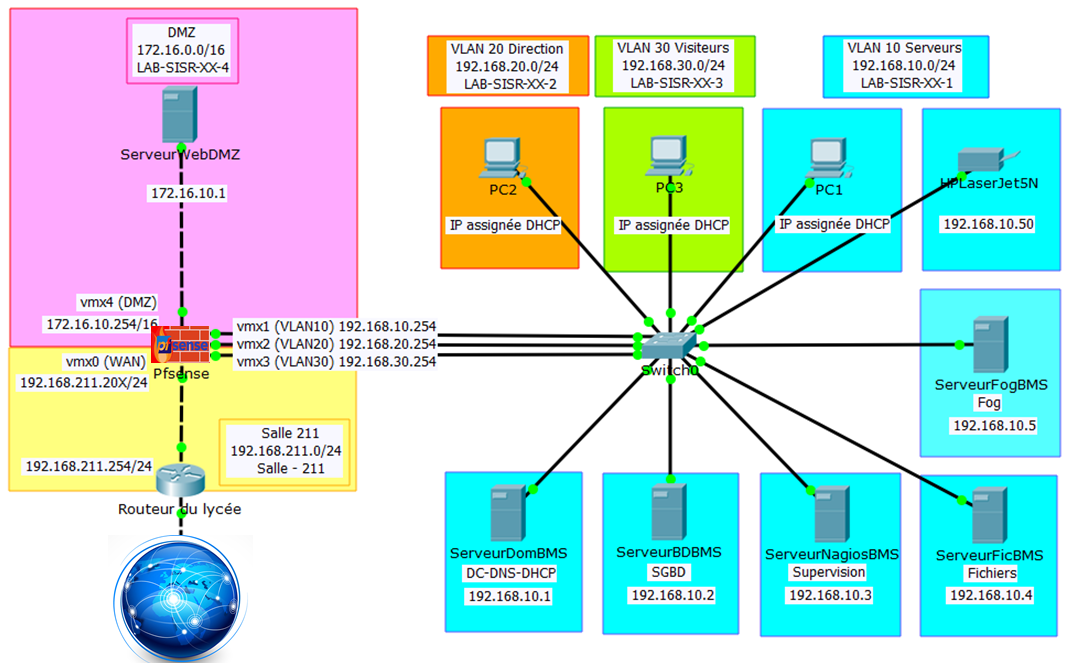 DMZ
172.16.0.0/16
LAB-SISR-XX-4
ServeurWebDMZ
172.16.10.1
vmx4 (DMZ)
172.16.10.254/16
pfsense
Pfsense
vmx0 (WAN)
192.168.211.20X/24
vmx1 (VLAN10) 192.168.10.254
vmx2 (VLAN20) 192.168.20.254
vmx3 (VLAN30) 192.168.30.254
Salle 211
192.168.211.0/24
Salle - 211
192.168.211.254/24
Routeur du lycée
VLAN 20 Direction
192.168.20.0/24
LAB-SISR-XX-2
VLAN 30 Visiteurs
192.168.30.0/24
LAB-SISR-XX-3
VLAN 10 Serveurs
192.168.10.0/24
LAB-SISR-XX-1
PC2
IP assignée DHCP
PC3
IP assignée DHCP
PC1
IP assignée DHCP
HPLaserJet5N
192.168.10.50
Switch0
ServeurFogBMS
Fog
192.168.10.5
ServeurDomBMS
DC-DNS-DHCP
192.168.10.1
ServeurBDBMS
SGBD
192.168.10.2
ServeurNagiosBMS
Supervision
192.168.10.3
ServeurFicBMS
Fichiers
192.168.10.4